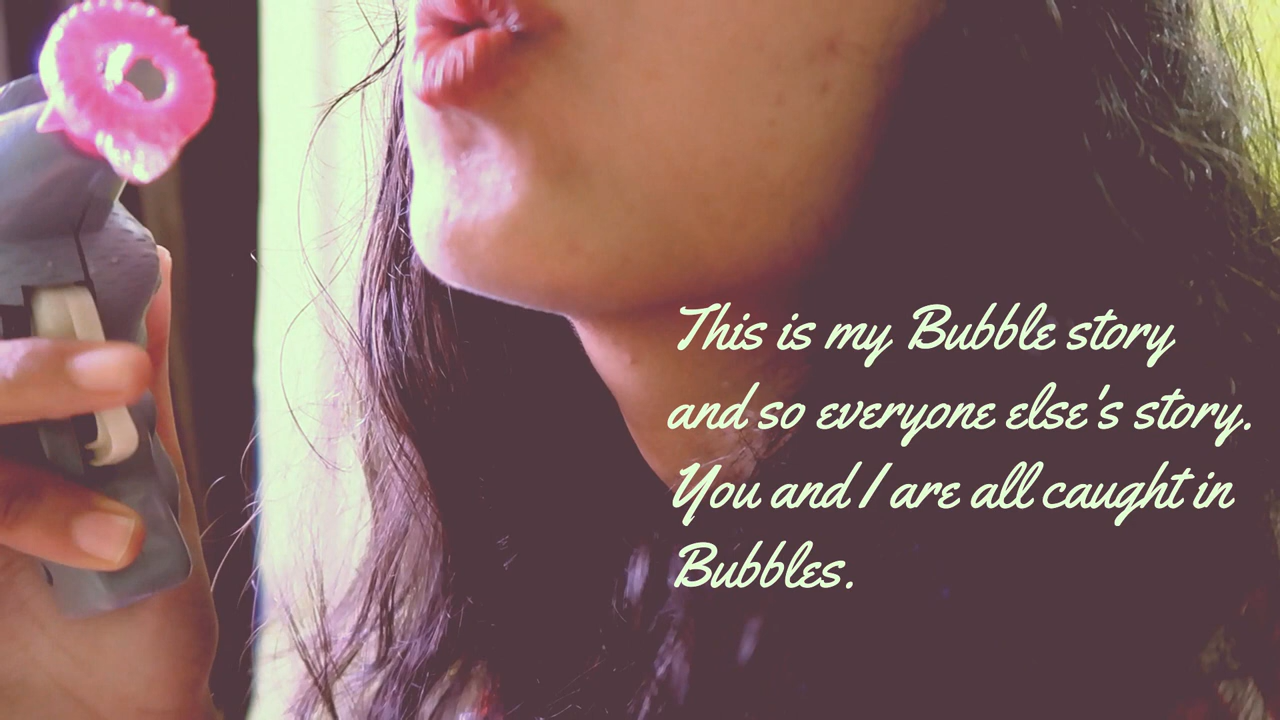 This is my Bubble story
and so everyone else's story.
You and I are all caught in
Bubbles.